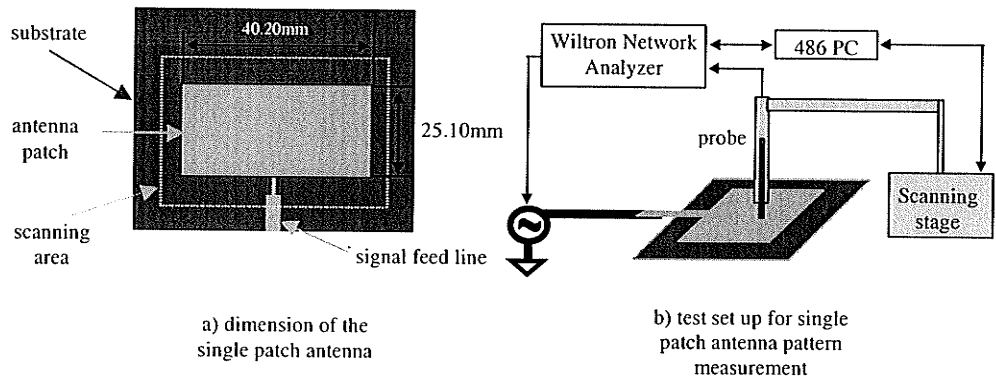 substrate
40.20mm
antenna
patch
25.10mm
scanning
area
signal feed line
a) dimension of the
single patch antenna
Wiltron Network
Analyzer
486 PC
probe
Scanning
stage
b) test set up for single
patch antenna pattern
measurement